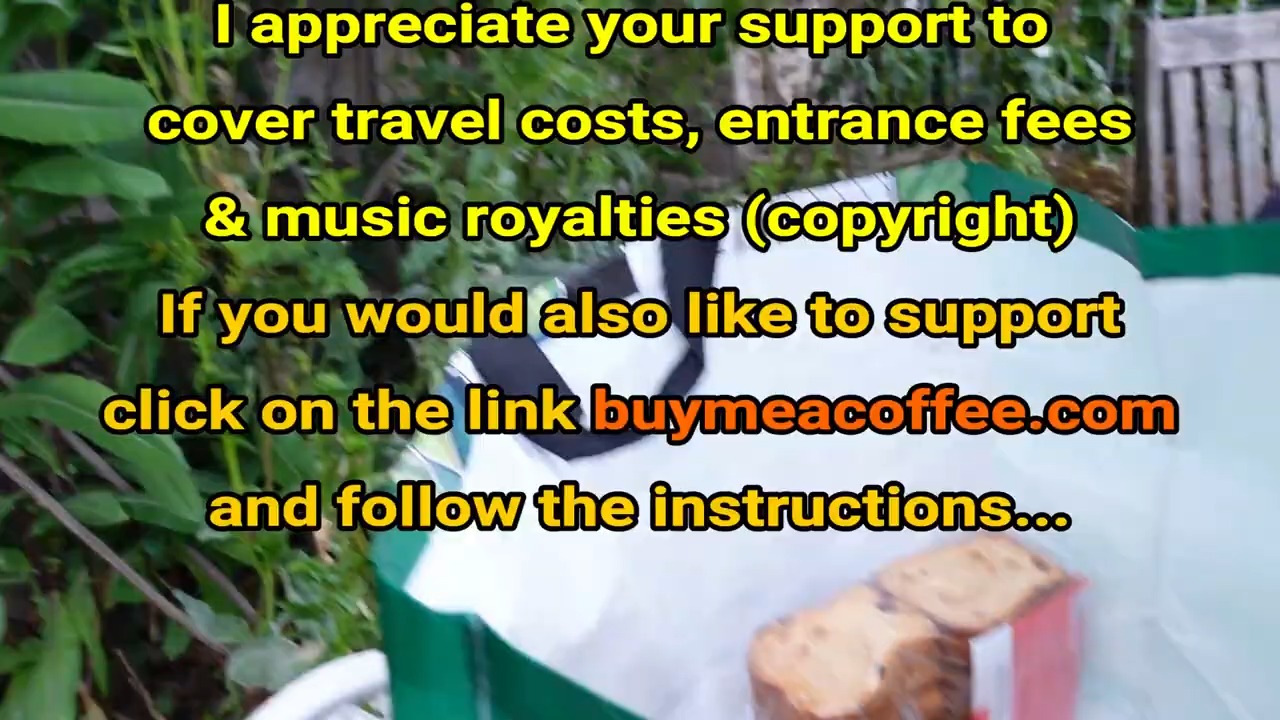 I appreciate your support to
cover travel costs, entrance fees
& music royalties (copyright)
If you would also like to support
click on the link buymeacoffee.com
and follow the instructions...